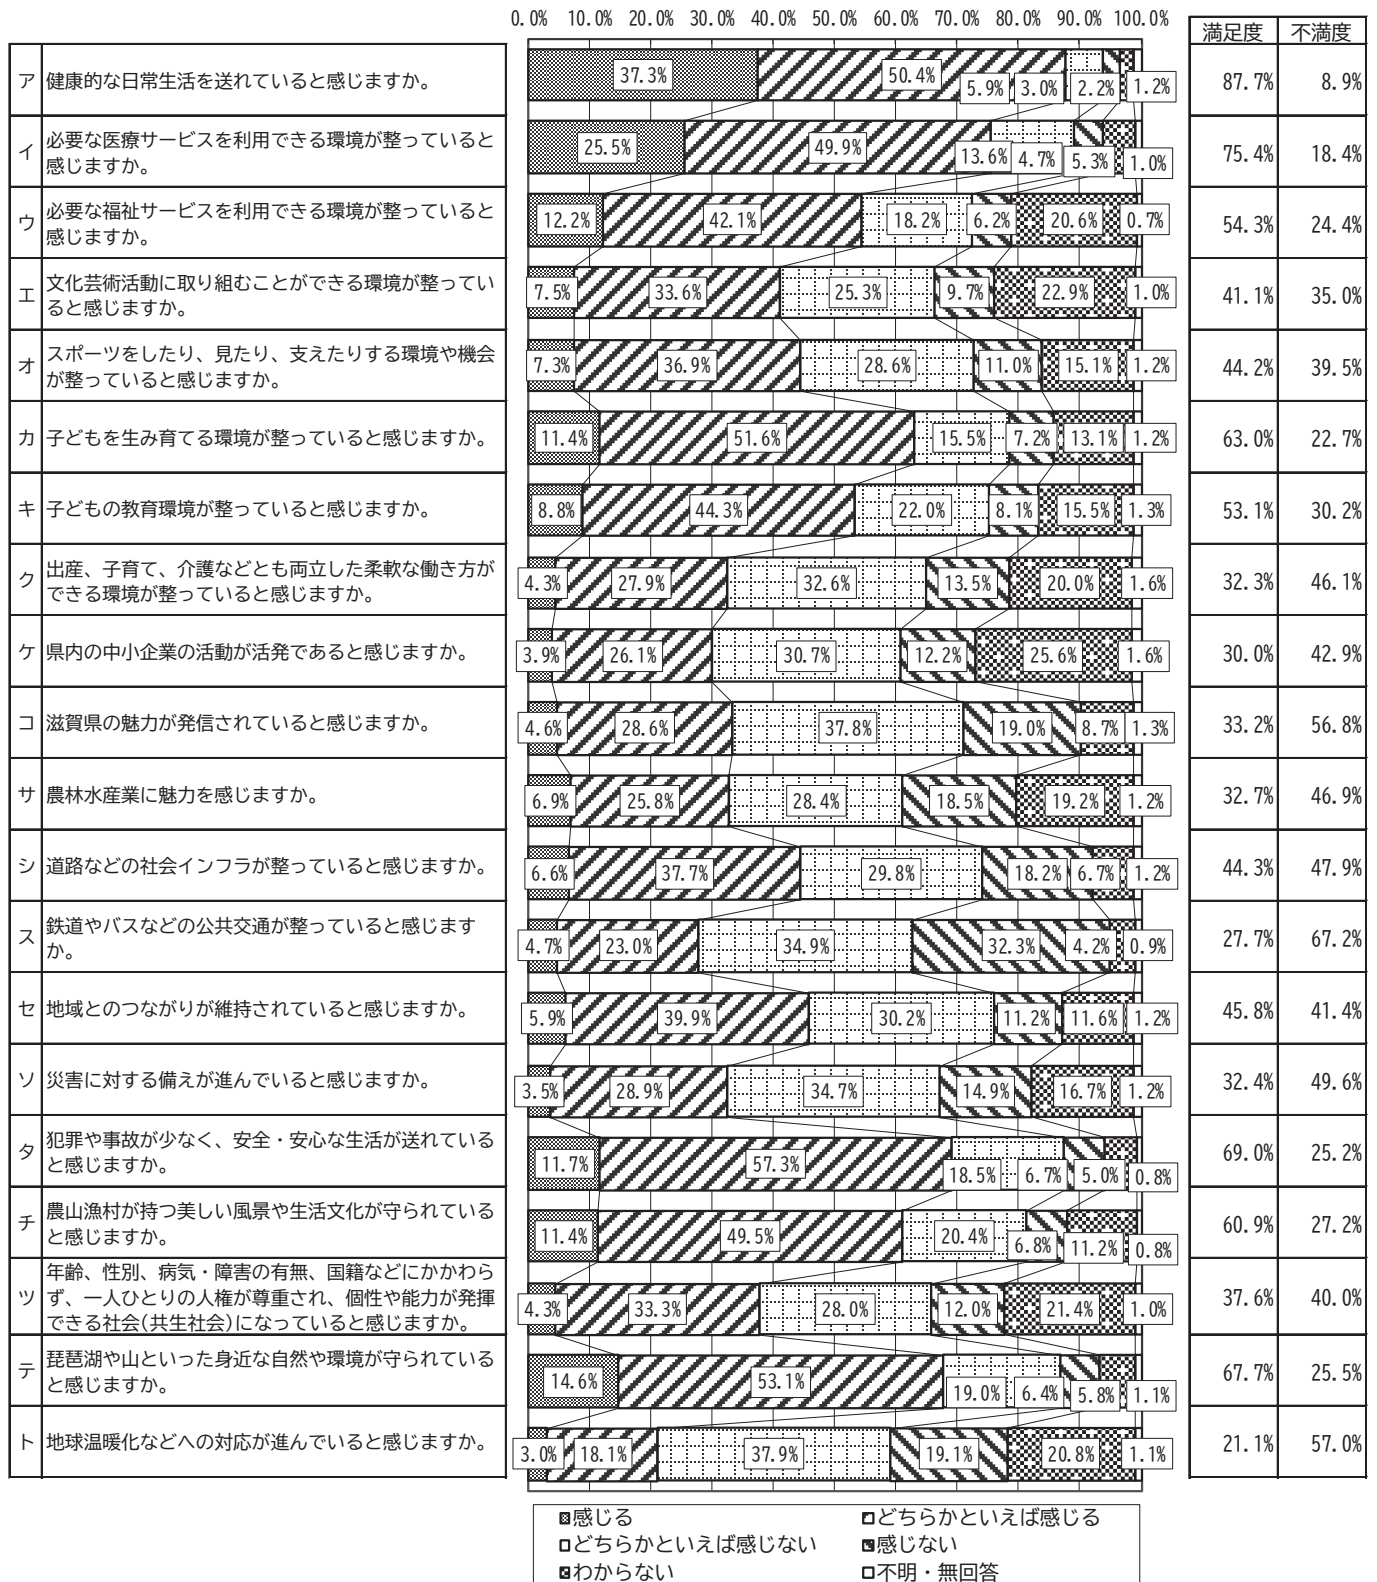 0.0% 10.0% 20.0% 30.0% 40.0% 50.0% 60.0% 70.0% 80.0% 90.0% 100.0%
満足度 不満度
ア 健康的な日常生活を送れていると感じますか。 37.3% 50.4% 5.9% 3.0% 2.2% 1.2% 87.7% 8.9%
イ 必要な医療サービスを利用できる環境が整っていると
感じますか。 25.5% 49.9% 13.6% 4.7% 5.3% 1.0% 75.4% 18.4%
ウ 必要な福祉サービスを利用できる環境が整っていると
感じますか。 12.2% 42.1% 18.2% 6.2% 20.6% 0.7% 54.3% 24.4%
エ 文化芸術活動に取り組むことができる環境が整ってい
ると感じますか。 7.5% 33.6% 25.3% 9.7% 22.9% 1.0% 41.1% 35.0%
オ スポーツをしたり、見たり、支えたりする環境や機会
が整っていると感じますか。 7.3% 36.9% 28.6% 11.0% 15.1% 1.2% 44.2% 39.5%
カ 子どもを生み育てる環境が整っていると感じますか。 11.4% 51.6% 15.5% 7.2% 13.1% 1.2% 63.0% 22.7%
キ 子どもの教育環境が整っていると感じますか。 8.8% 44.3% 22.0% 8.1% 15.5% 1.3% 53.1% 30.2%
ク 出産、子育て、介護などとも両立した柔軟な働き方が
できる環境が整っていると感じますか。 4.3% 27.9% 32.6% 13.5% 20.0% 1.6% 32.3% 46.1%
ケ 県内の中小企業の活動が活発であると感じますか。 3.9% 26.1% 30.7% 12.2% 25.6% 1.6% 30.0% 42.9%
コ 滋賀県の魅力が発信されていると感じますか。 4.6% 28.6% 37.8% 19.0% 8.7% 1.3% 33.2% 56.8%
サ 農林水産業に魅力を感じますか。 6.9% 25.8% 28.4% 18.5% 19.2% 1.2% 32.7% 46.9%
シ 道路などの社会インフラが整っていると感じますか。 6.6% 37.7% 29.8% 18.2% 6.7% 1.2% 44.3% 47.9%
ス 鉄道やバスなどの公共交通が整っていると感じます
か。 4.7% 23.0% 34.9% 32.3% 4.2% 0.9% 27.7% 67.2%
セ 地域とのつながりが維持されていると感じますか。 5.9% 39.9% 30.2% 11.2% 11.6% 1.2% 45.8% 41.4%
ソ 災害に対する備えが進んでいると感じますか。 3.5% 28.9% 34.7% 14.9% 16.7% 1.2% 32.4% 49.6%
タ 犯罪や事故が少なく、安全・安心な生活が送れている
と感じますか。 11.7% 57.3% 18.5% 6.7% 5.0% 0.8% 69.0% 25.2%
チ 農山漁村が持つ美しい風景や生活文化が守られている
と感じますか。 11.4% 49.5% 20.4% 6.8% 11.2% 0.8% 60.9% 27.2%
ツ 年齢、性別、病気・障害の有無、国籍などにかかわら
ず、一人ひとりの人権が尊重され、個性や能力が発揮
できる社会(共生社会)になっていると感じますか。 4.3% 33.3% 28.0% 12.0% 21.4% 1.0% 37.6% 40.0%
テ 琵琶湖や山といった身近な自然や環境が守られている
と感じますか。 14.6% 53.1% 19.0% 6.4% 5.8% 1.1% 67.7% 25.5%
ト 地球温暖化などへの対応が進んでいると感じますか。 3.0% 18.1% 37.9% 19.1% 20.8% 1.1% 21.1% 57.0%
感じる どちらかといえば感じる
どちらかといえば感じない 感じない
わからない 不明・無回答